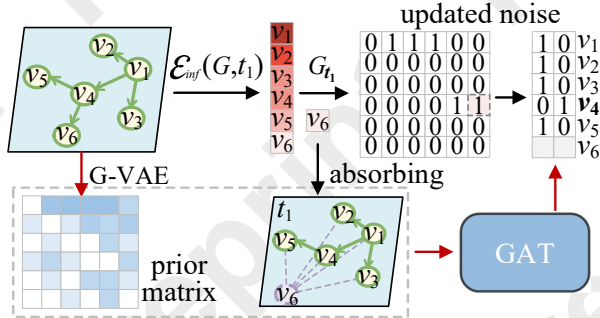 v₂
v₁
v₅
v₄
v₃
v₆
ℰinf(G,t₁)
v₁
v₂
v₃
v₄
v₅
v₆
G_t₁
v₆
updated noise
0 1 1 1 0 0
0 0 0 0 0 0
0 0 0 0 0 0
0 0 0 0 1 1
0 0 0 0 0 0
0 0 0 0 0 0
1 0 v₁
1 0 v₂
1 0 v₃
0 1 v₄
1 0 v₅
v₆
G-VAE
absorbing
prior
matrix
t₁
v₂
v₁
v₅
v₄
v₃
v₆
GAT